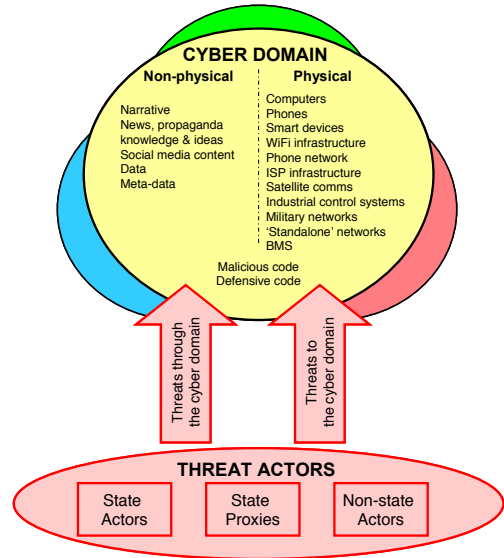 CYBER DOMAIN
Non-physical
Narrative
News, propaganda
knowledge & ideas
Social media content
Data
Meta-data
Physical
Computers
Phones
Smart devices
WiFi infrastructure
Phone network
ISP infrastructure
Satellite comms
Industrial control systems
Military networks
‘Standalone’ networks
BMS
Malicious code
Defensive code
Threats through
the cyber domain
Threats to
the cyber domain
THREAT ACTORS
State
Actors
State
Proxies
Non-state
Actors